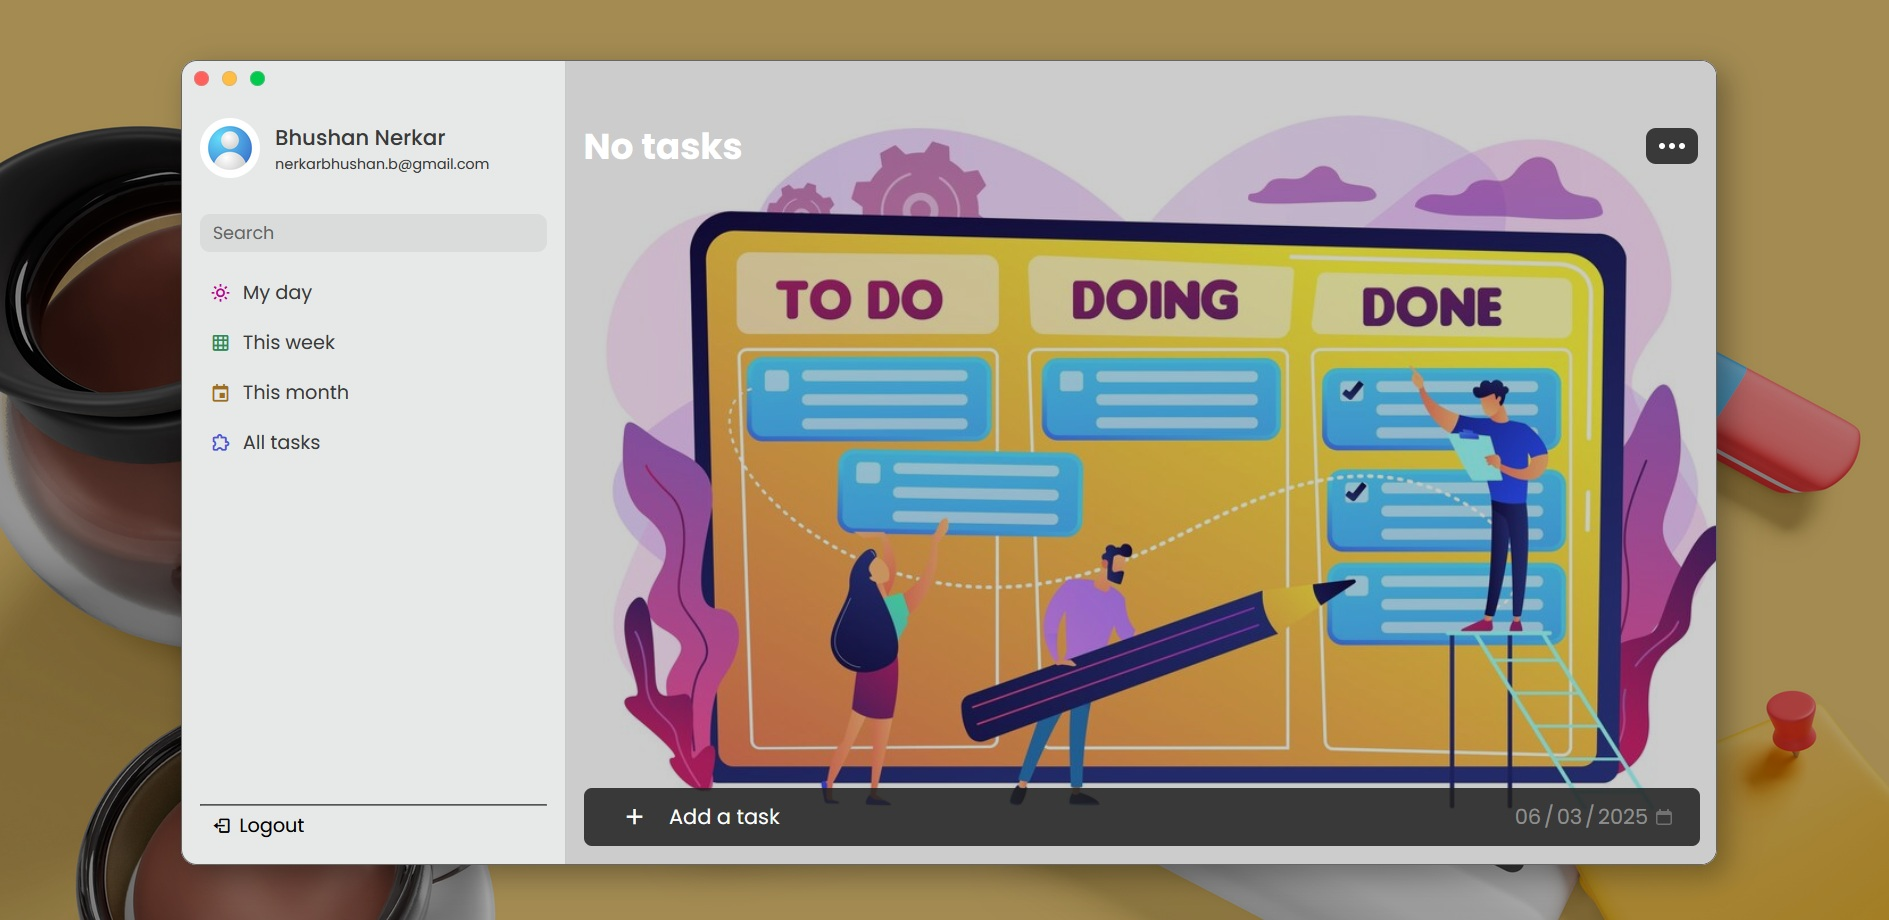 Bhushan Nerkar
nerkarbhushan.b@gmail.com
Search
My day
This week
This month
All tasks
Logout
No tasks
TO DO
DOING
DONE
Add a task
06/03/2025